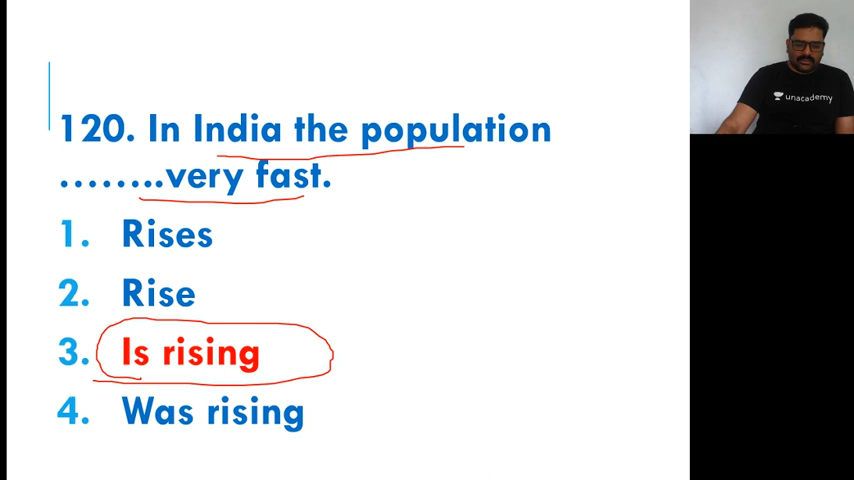 120. In India the population
……..very fast.
1. Rises
2. Rise
3. Is rising
4. Was rising
unacademy